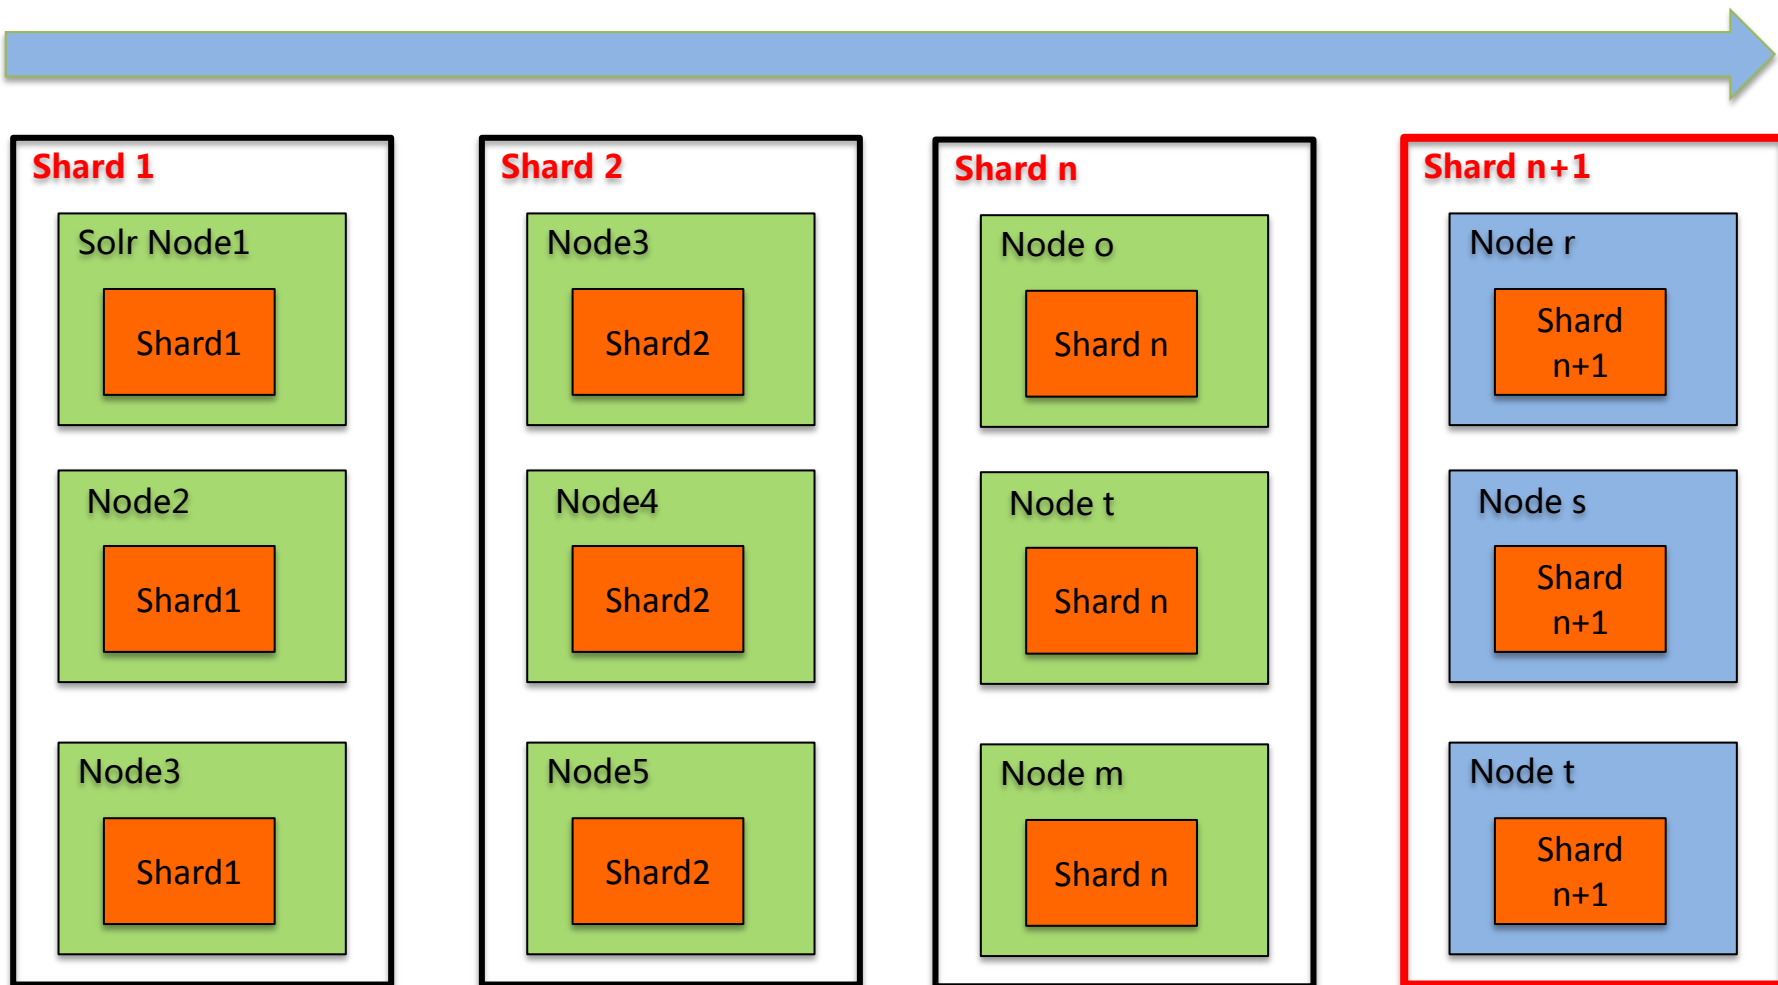 Shard 1
Solr Node1
Shard1
Node2
Shard1
Node3
Shard1
Shard 2
Node3
Shard2
Node4
Shard2
Node5
Shard2
Shard n
Node o
Shard n
Node t
Shard n
Node m
Shard n
Shard n+1
Node r
Shard
n+1
Node s
Shard
n+1
Node t
Shard
n+1